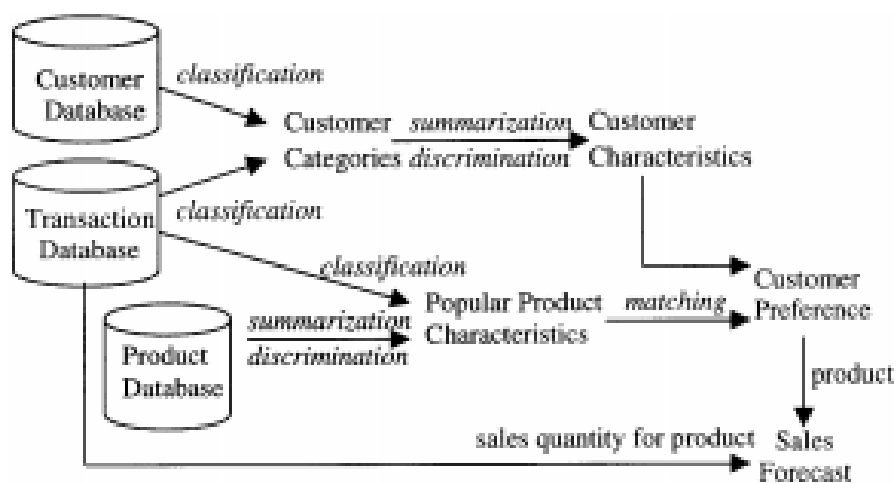 Customer
Database
classification
Customer
Categories
summarization
discrimination
Customer
Characteristics
Transaction
Database
classification
classification
Customer
Preference
Popular Product
Characteristics
matching
summarization
discrimination
Product
Database
product
sales quantity for product
Sales
Forecast